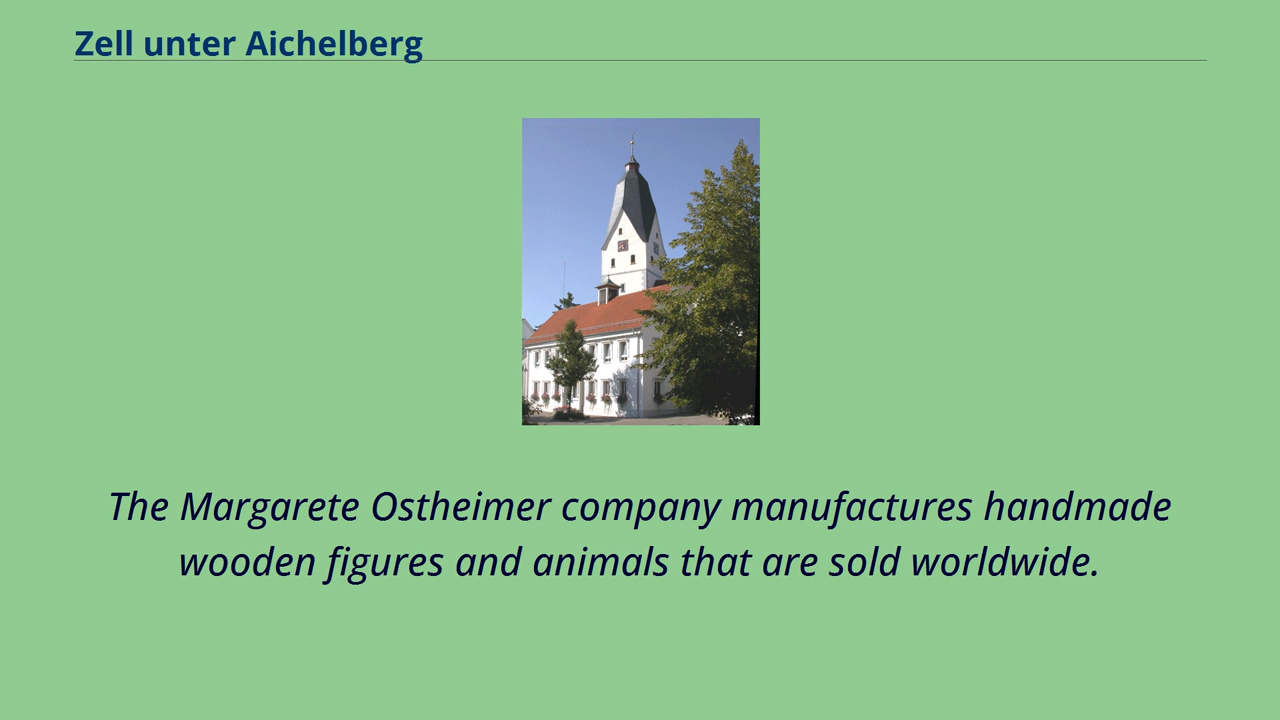 Zell unter Aichelberg
The Margarete Ostheimer company manufactures handmade
wooden figures and animals that are sold worldwide.